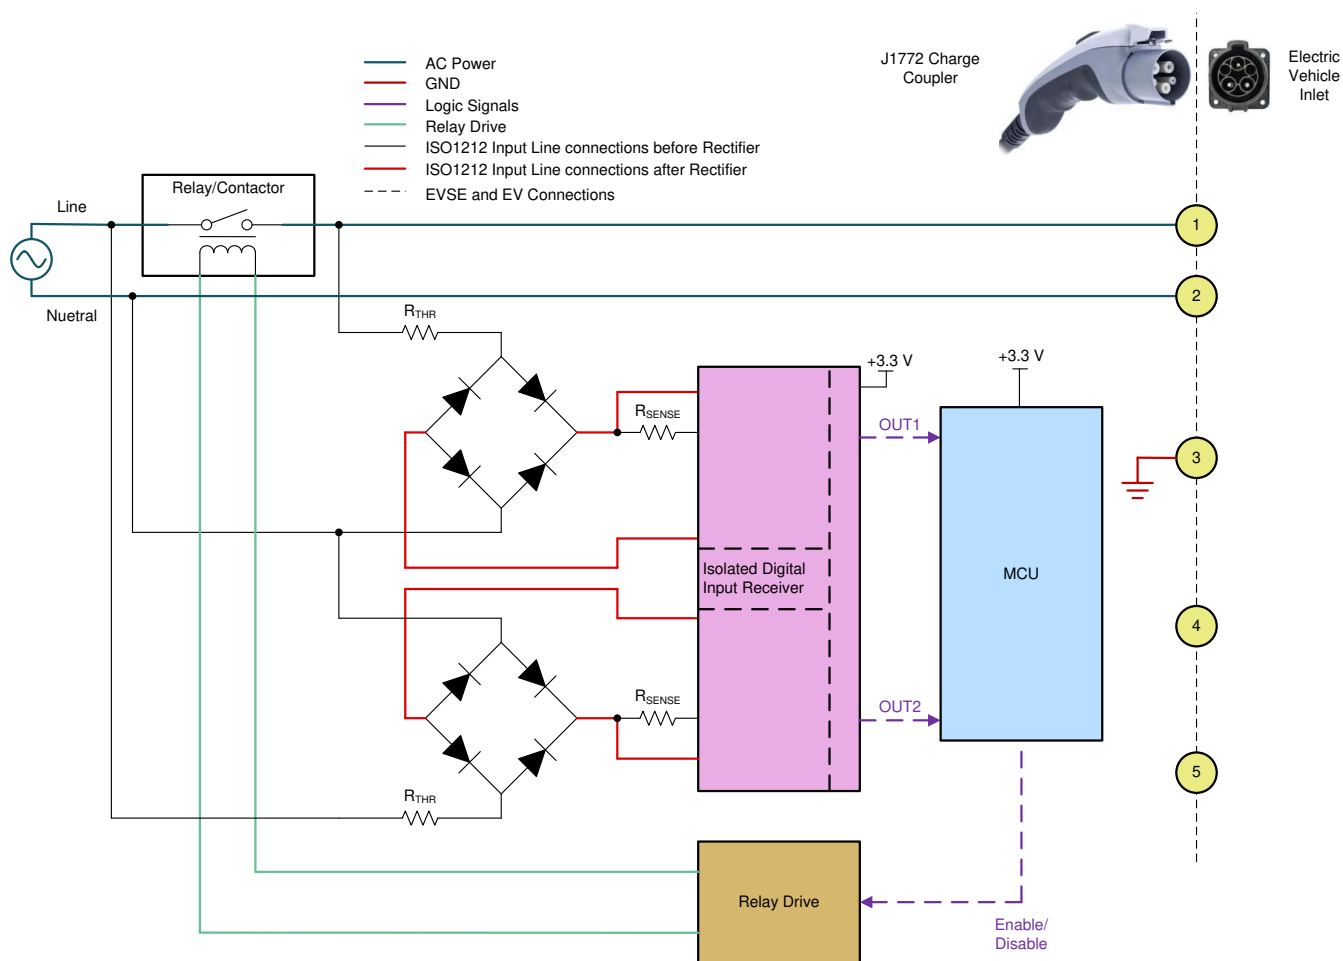 J1772 Charge
Coupler
Electric
Vehicle
Inlet
AC Power
GND
Logic Signals
Relay Drive
ISO1212 Input Line connections before Rectifier
ISO1212 Input Line connections after Rectifier
EVSE and EV Connections
Relay/Contactor
Line
Nuetral
1
2
3
4
5
RTHR
RSENSE
+3.3 V
+3.3 V
OUT1
Isolated Digital
Input Receiver
MCU
RSENSE
OUT2
RTHR
Relay Drive
Enable/
Disable